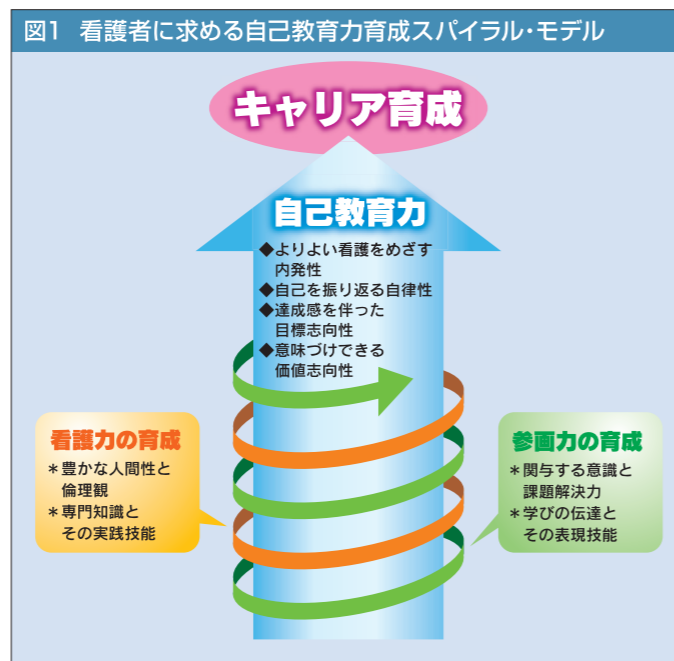 図1 看護者に求める自己教育力育成スパイラル・モデル
キャリア育成
自己教育力
◆よりよい看護をめざす
内発性
◆自己を振り返る自律性
◆達成感を伴った
目標志向性
◆意味づけできる
価値志向性
看護力の育成
＊豊かな人間性と
倫理観
＊専門知識と
その実践技能
参画力の育成
＊関与する意識と
課題解決力
＊学びの伝達と
その表現技能